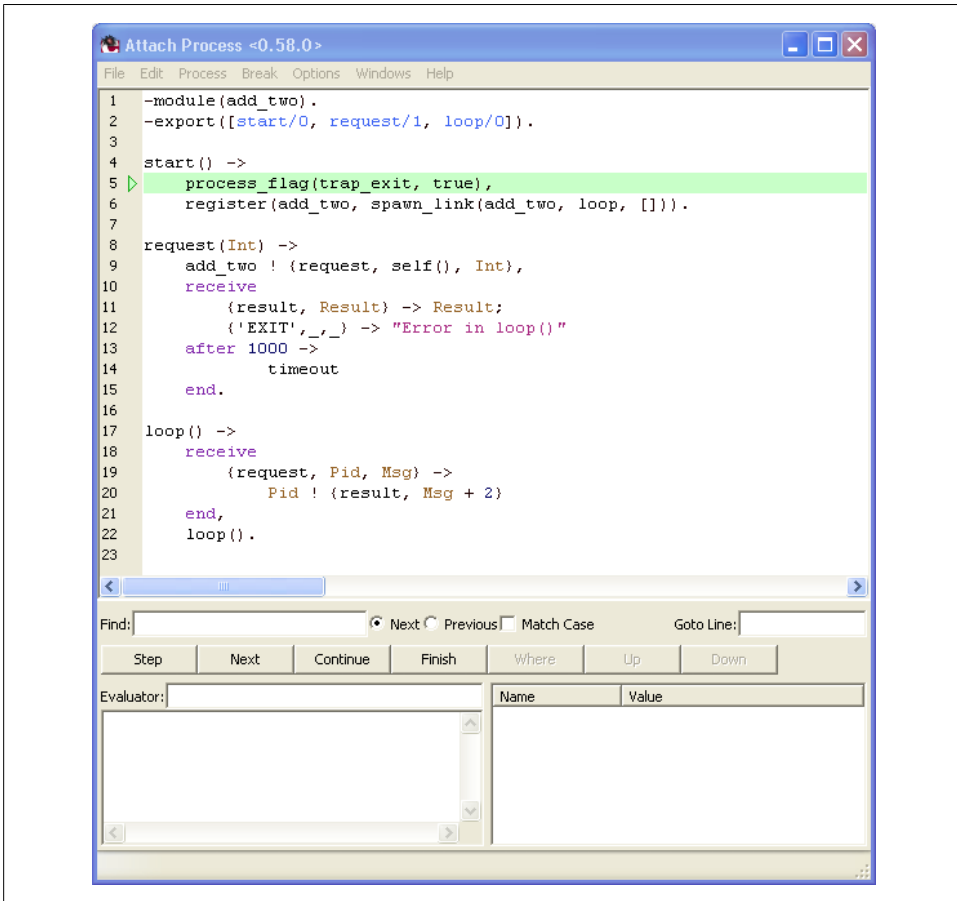 Attach Process <0.58.0>
File Edit Process Break Options Windows Help
1 -module(add_two).
2 -export([start/0, request/1, loop/0]).
3
4 start() ->
5 process_flag(trap_exit, true),
6 register(add_two, spawn_link(add_two, loop, [])).
7
8 request(Int) ->
9 add_two ! {request, self(), Int},
10 receive
11 {result, Result} -> Result;
12 {'EXIT',_,_} -> "Error in loop()"
13 after 1000 ->
14 timeout
15 end.
16
17 loop() ->
18 receive
19 {request, Pid, Msg} ->
20 Pid ! {result, Msg + 2}
21 end,
22 loop().
23
Find: Next Previous Match Case Goto Line:
Step Next Continue Finish Where Up Down
Evaluator: Name Value